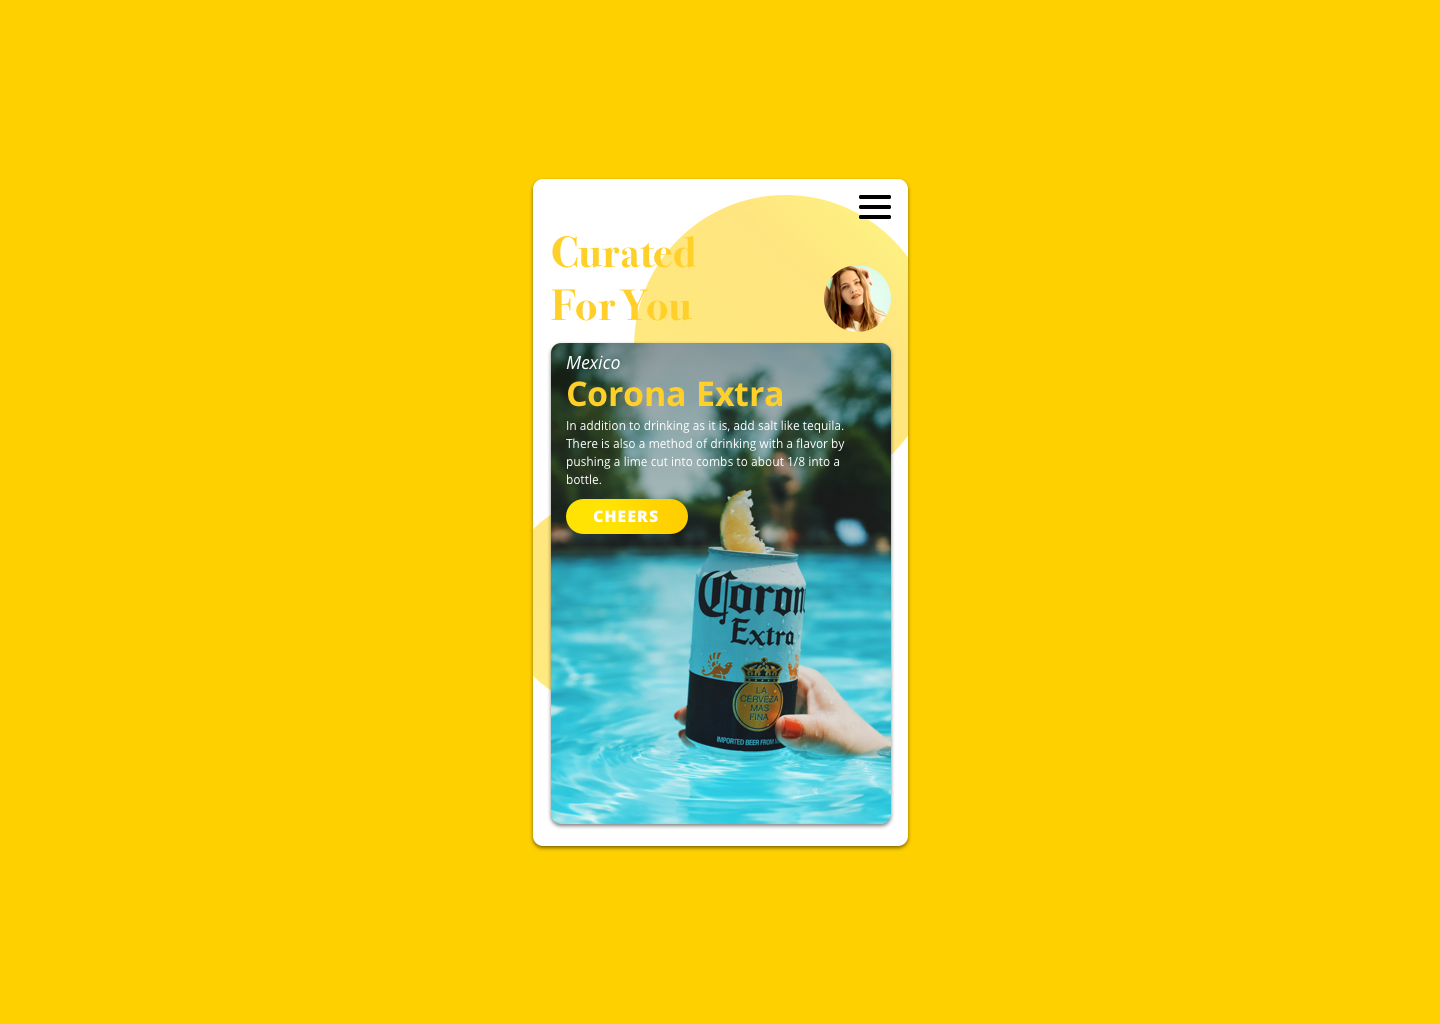 Curated
For You
Mexico
Corona Extra
In addition to drinking as it is, add salt like tequila.
There is also a method of drinking with a flavor by
pushing a lime cut into combs to about 1/8 into a
bottle.
CHEERS
Coron
Extra
LA
CERVEZA
MAS
FINA
IMPORTED BEER FROM